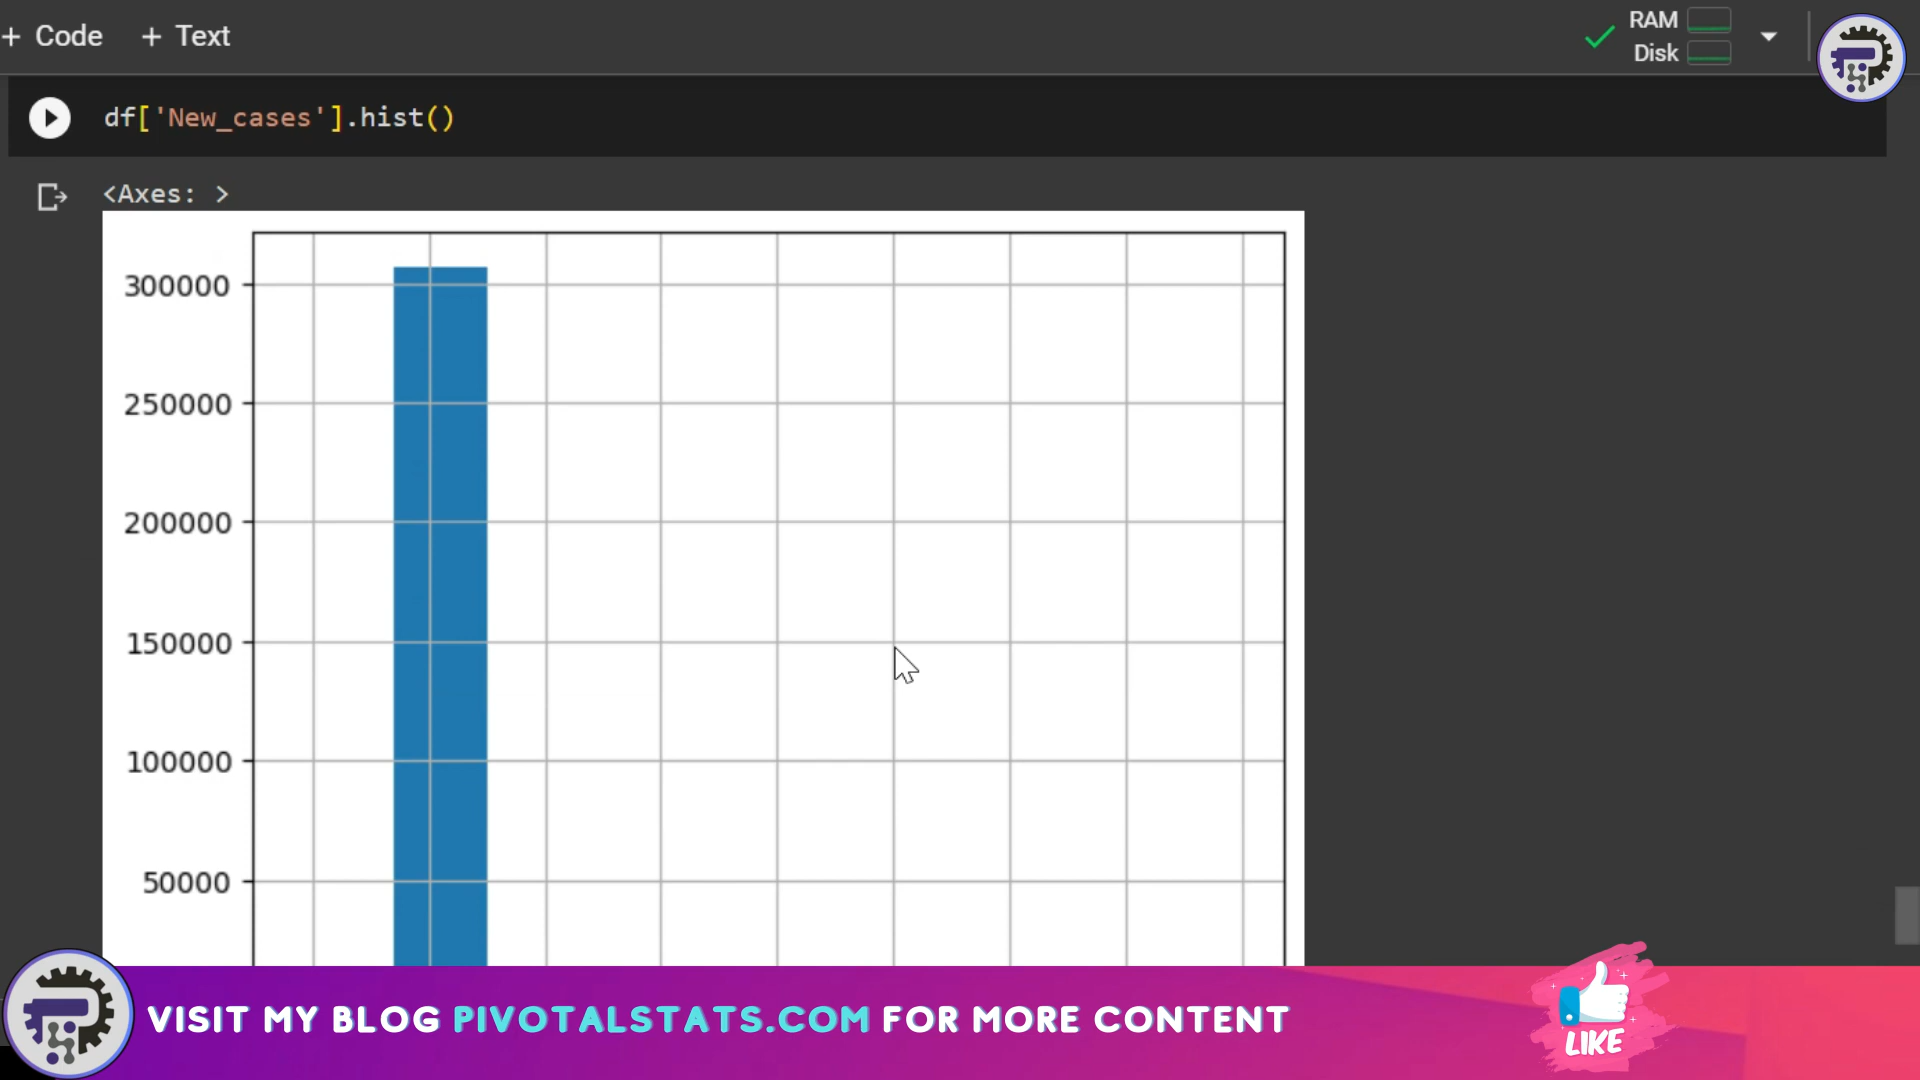 + Code + Text
RAM
Disk
df['New_cases'].hist()
<Axes: >
300000
250000
200000
150000
100000
50000
VISIT MY BLOG PIVOTALSTATS.COM FOR MORE CONTENT
LIKE